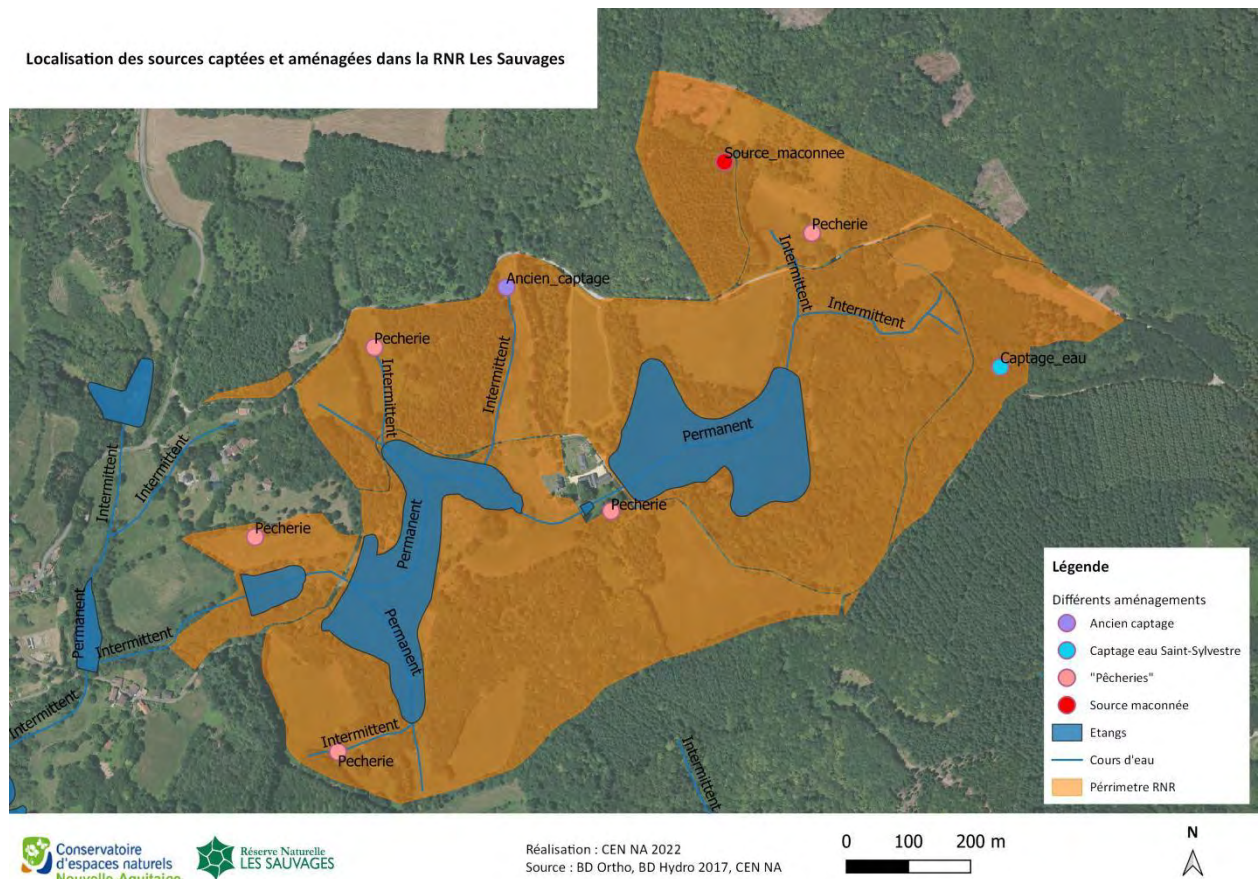 Localisation des sources captées et aménagées dans la RNR Les Sauvages
Source_maconnee
Pecherie
Intermittent
Ancien_captage
Intermittent
Pecherie
Captage_eau
Intermittent
Intermittent
Permanent
Intermittent
Intermittent
Pecherie
Pecherie
Permanent
Permanent
Permanent
Intermittent
Intermittent
Intermittent
Pecherie
Intermittent
Légende
Différents aménagements
Ancien captage
Captage eau Saint-Sylvestre
"Pêcheries"
Source maconnée
Etangs
Cours d'eau
Périmetre RNR
Conservatoire
d'espaces naturels
Nouvelle-Aquitaine
Réserve Naturelle
LES SAUVAGES
Réalisation : CEN NA 2022
Source : BD Ortho, BD Hydro 2017, CEN NA
0 100 200 m
N